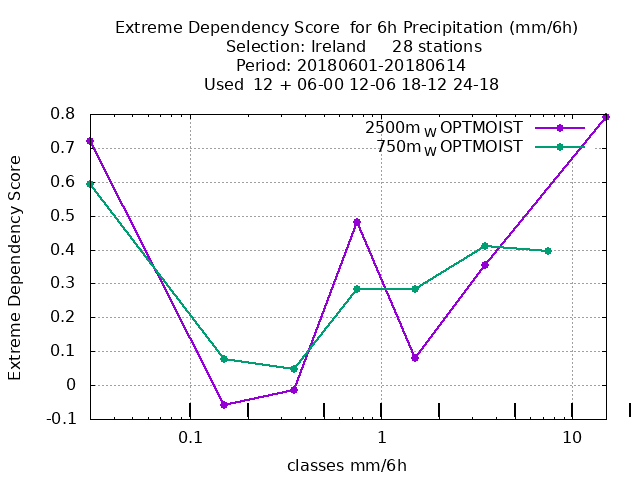 Extreme Dependency Score  for 6h Precipitation (mm/6h)
Selection: Ireland     28 stations
Period: 20180601-20180614
Used  12 + 06-00 12-06 18-12 24-18
2500m W OPTMOIST
750m W OPTMOIST
Extreme Dependency Score
0.8
0.7
0.6
0.5
0.4
0.3
0.2
0.1
0
-0.1
0.1
1
10
classes mm/6h